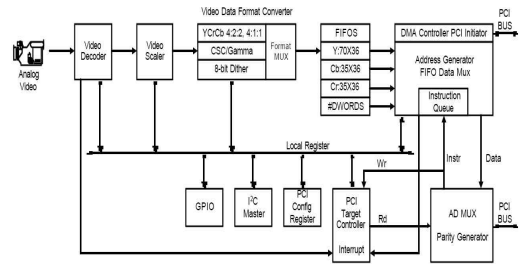 Video Data Format Converter
Analog
Video
Video
Decoder
Video
Scaler
YCrCb 4:2:2, 4:1:1
CSC/Gamma
8-bit Dither
Format
MUX
FIFOS
Y:70X36
Cb:35X36
Cr:35X36
#DWORDS
DMA Controller PCI Initiator
Address Generator
FIFO Data Mux
Instruction
Queue
PCI
BUS
Local Register
GPIO
I²C
Master
PCI
Config
Register
PCI
Target
Controller
Interrupt
Wr
Instr
Data
Rd
AD MUX
Parity Generator
PCI
BUS